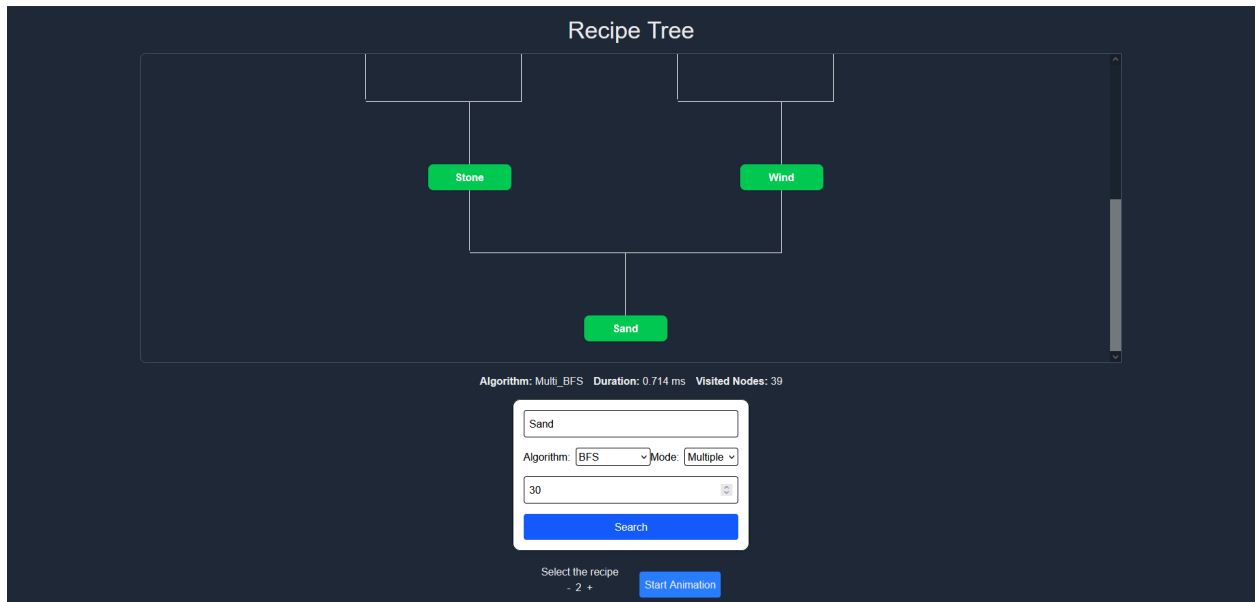 Recipe Tree
Stone
Wind
Sand
Algorithm: Multi_BFS Duration: 0.714 ms Visited Nodes: 39
Sand
Algorithm: BFS Mode: Multiple
30
Search
Select the recipe
- 2 +
Start Animation